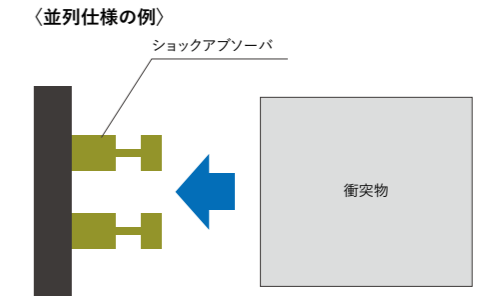 〈並列仕様の例〉
ショックアブソーバ
衝突物